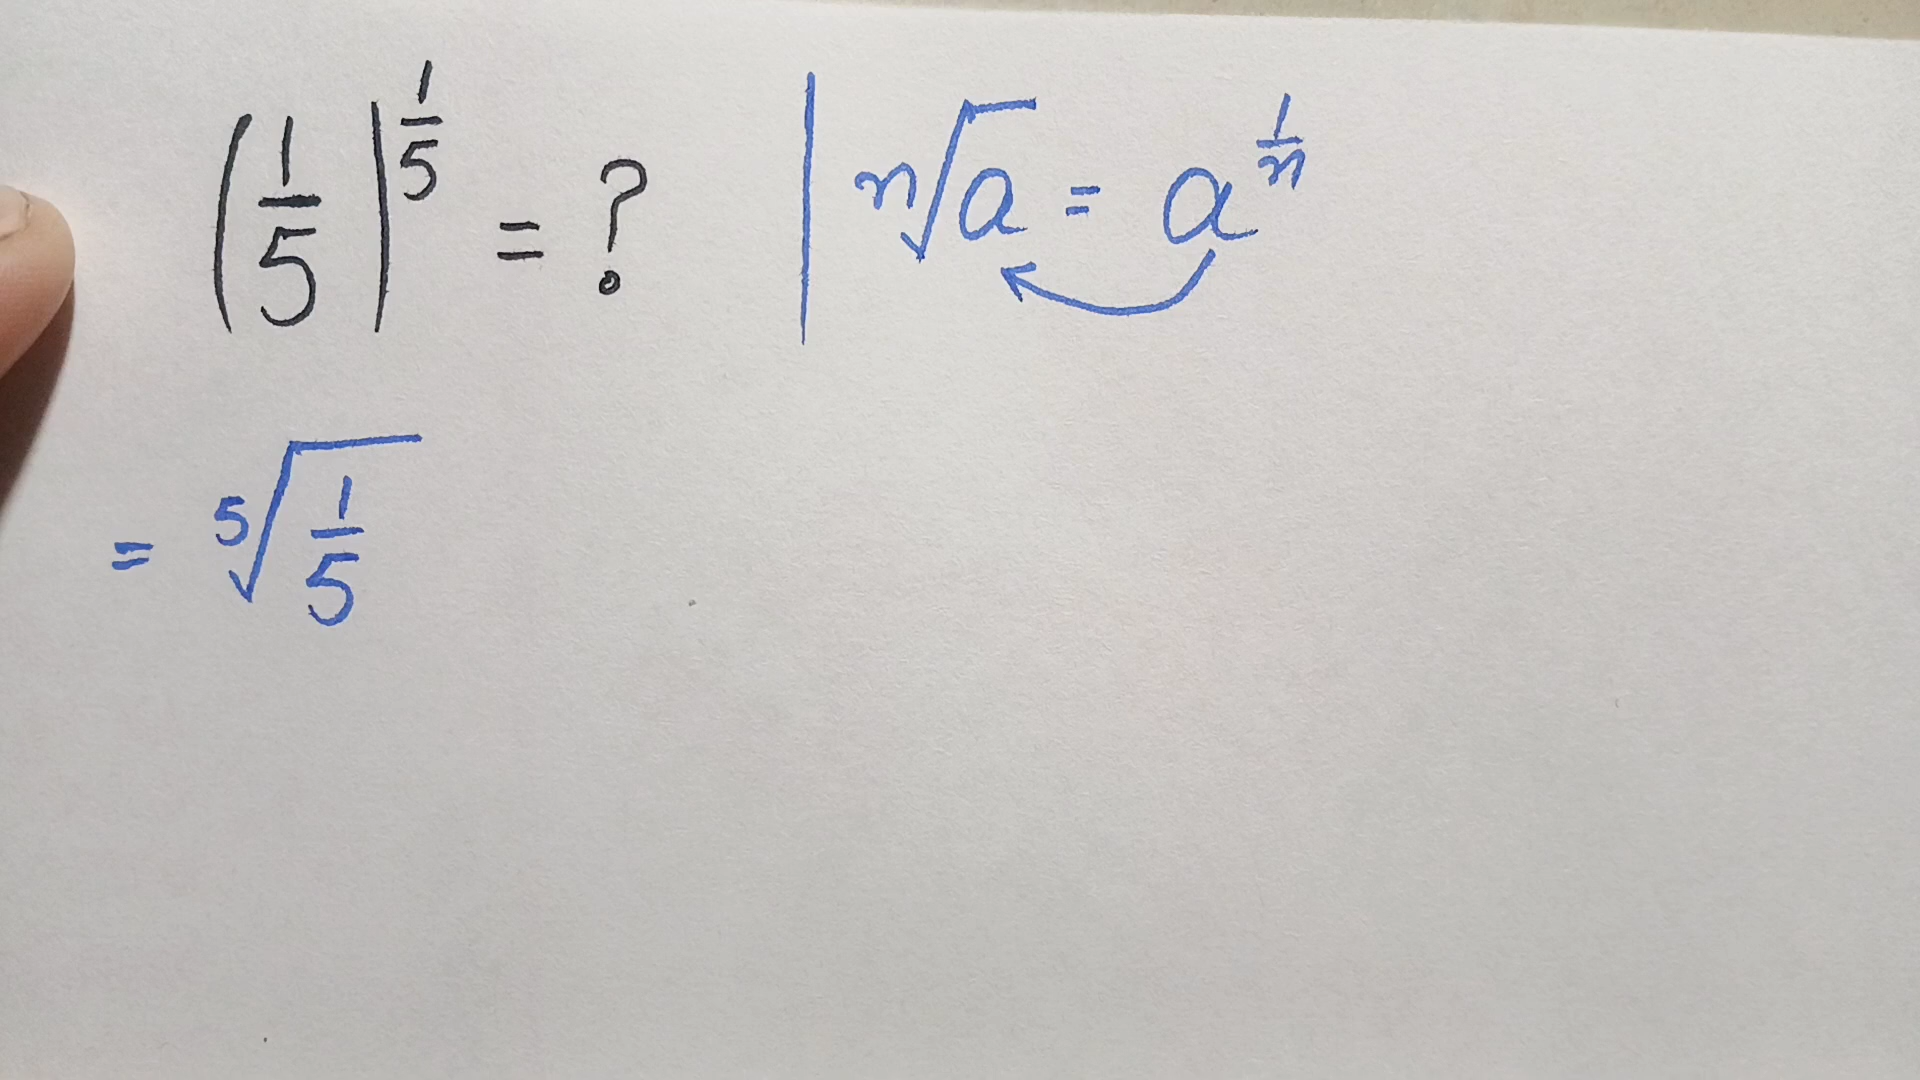 (1/5)^1/5 = ? | ⁿ√a = a^1/n
= ⁵√1/5